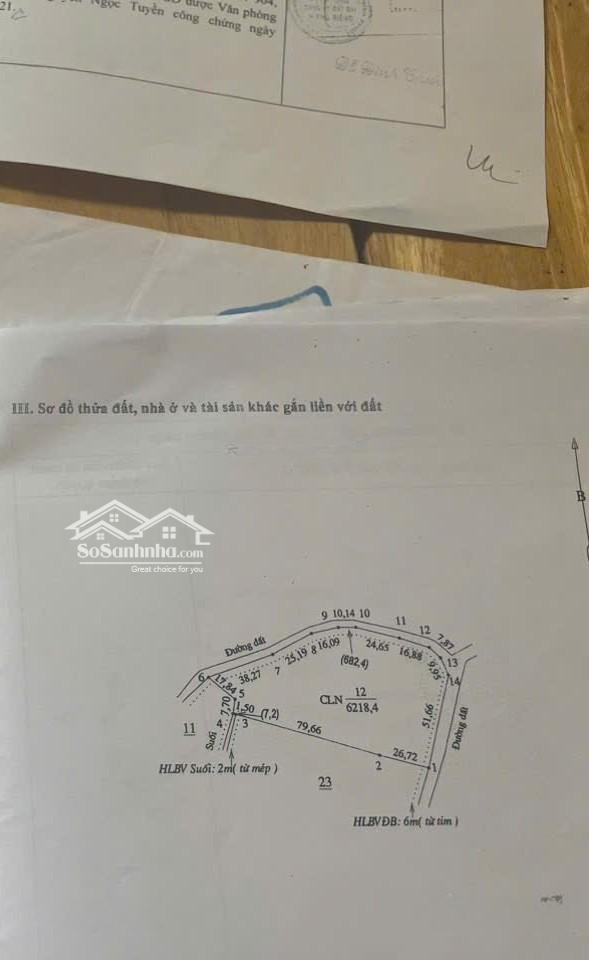 được Văn phòng
21.
Ngọc Tuyền công chứng ngày
III. Sơ đồ thửa đất, nhà ở và tài sản khác gắn liền với đất
B
SoSanhnha.com
Great choice for you
9 10,14 10
11
12
7,87
Đường đất
8 16,09
24,65
16,88
13
25,19
(682,4)
9,95
7
38,27
6
17,84
14
5
CLN 12
6218,4
7,70
1,50
(7,2)
51,66
11
4
3
79,66
Suối
Đường đất
26,72
2
1
HLBV Suối: 2m( từ mép )
23
HLBVĐB: 6m( từ tim )